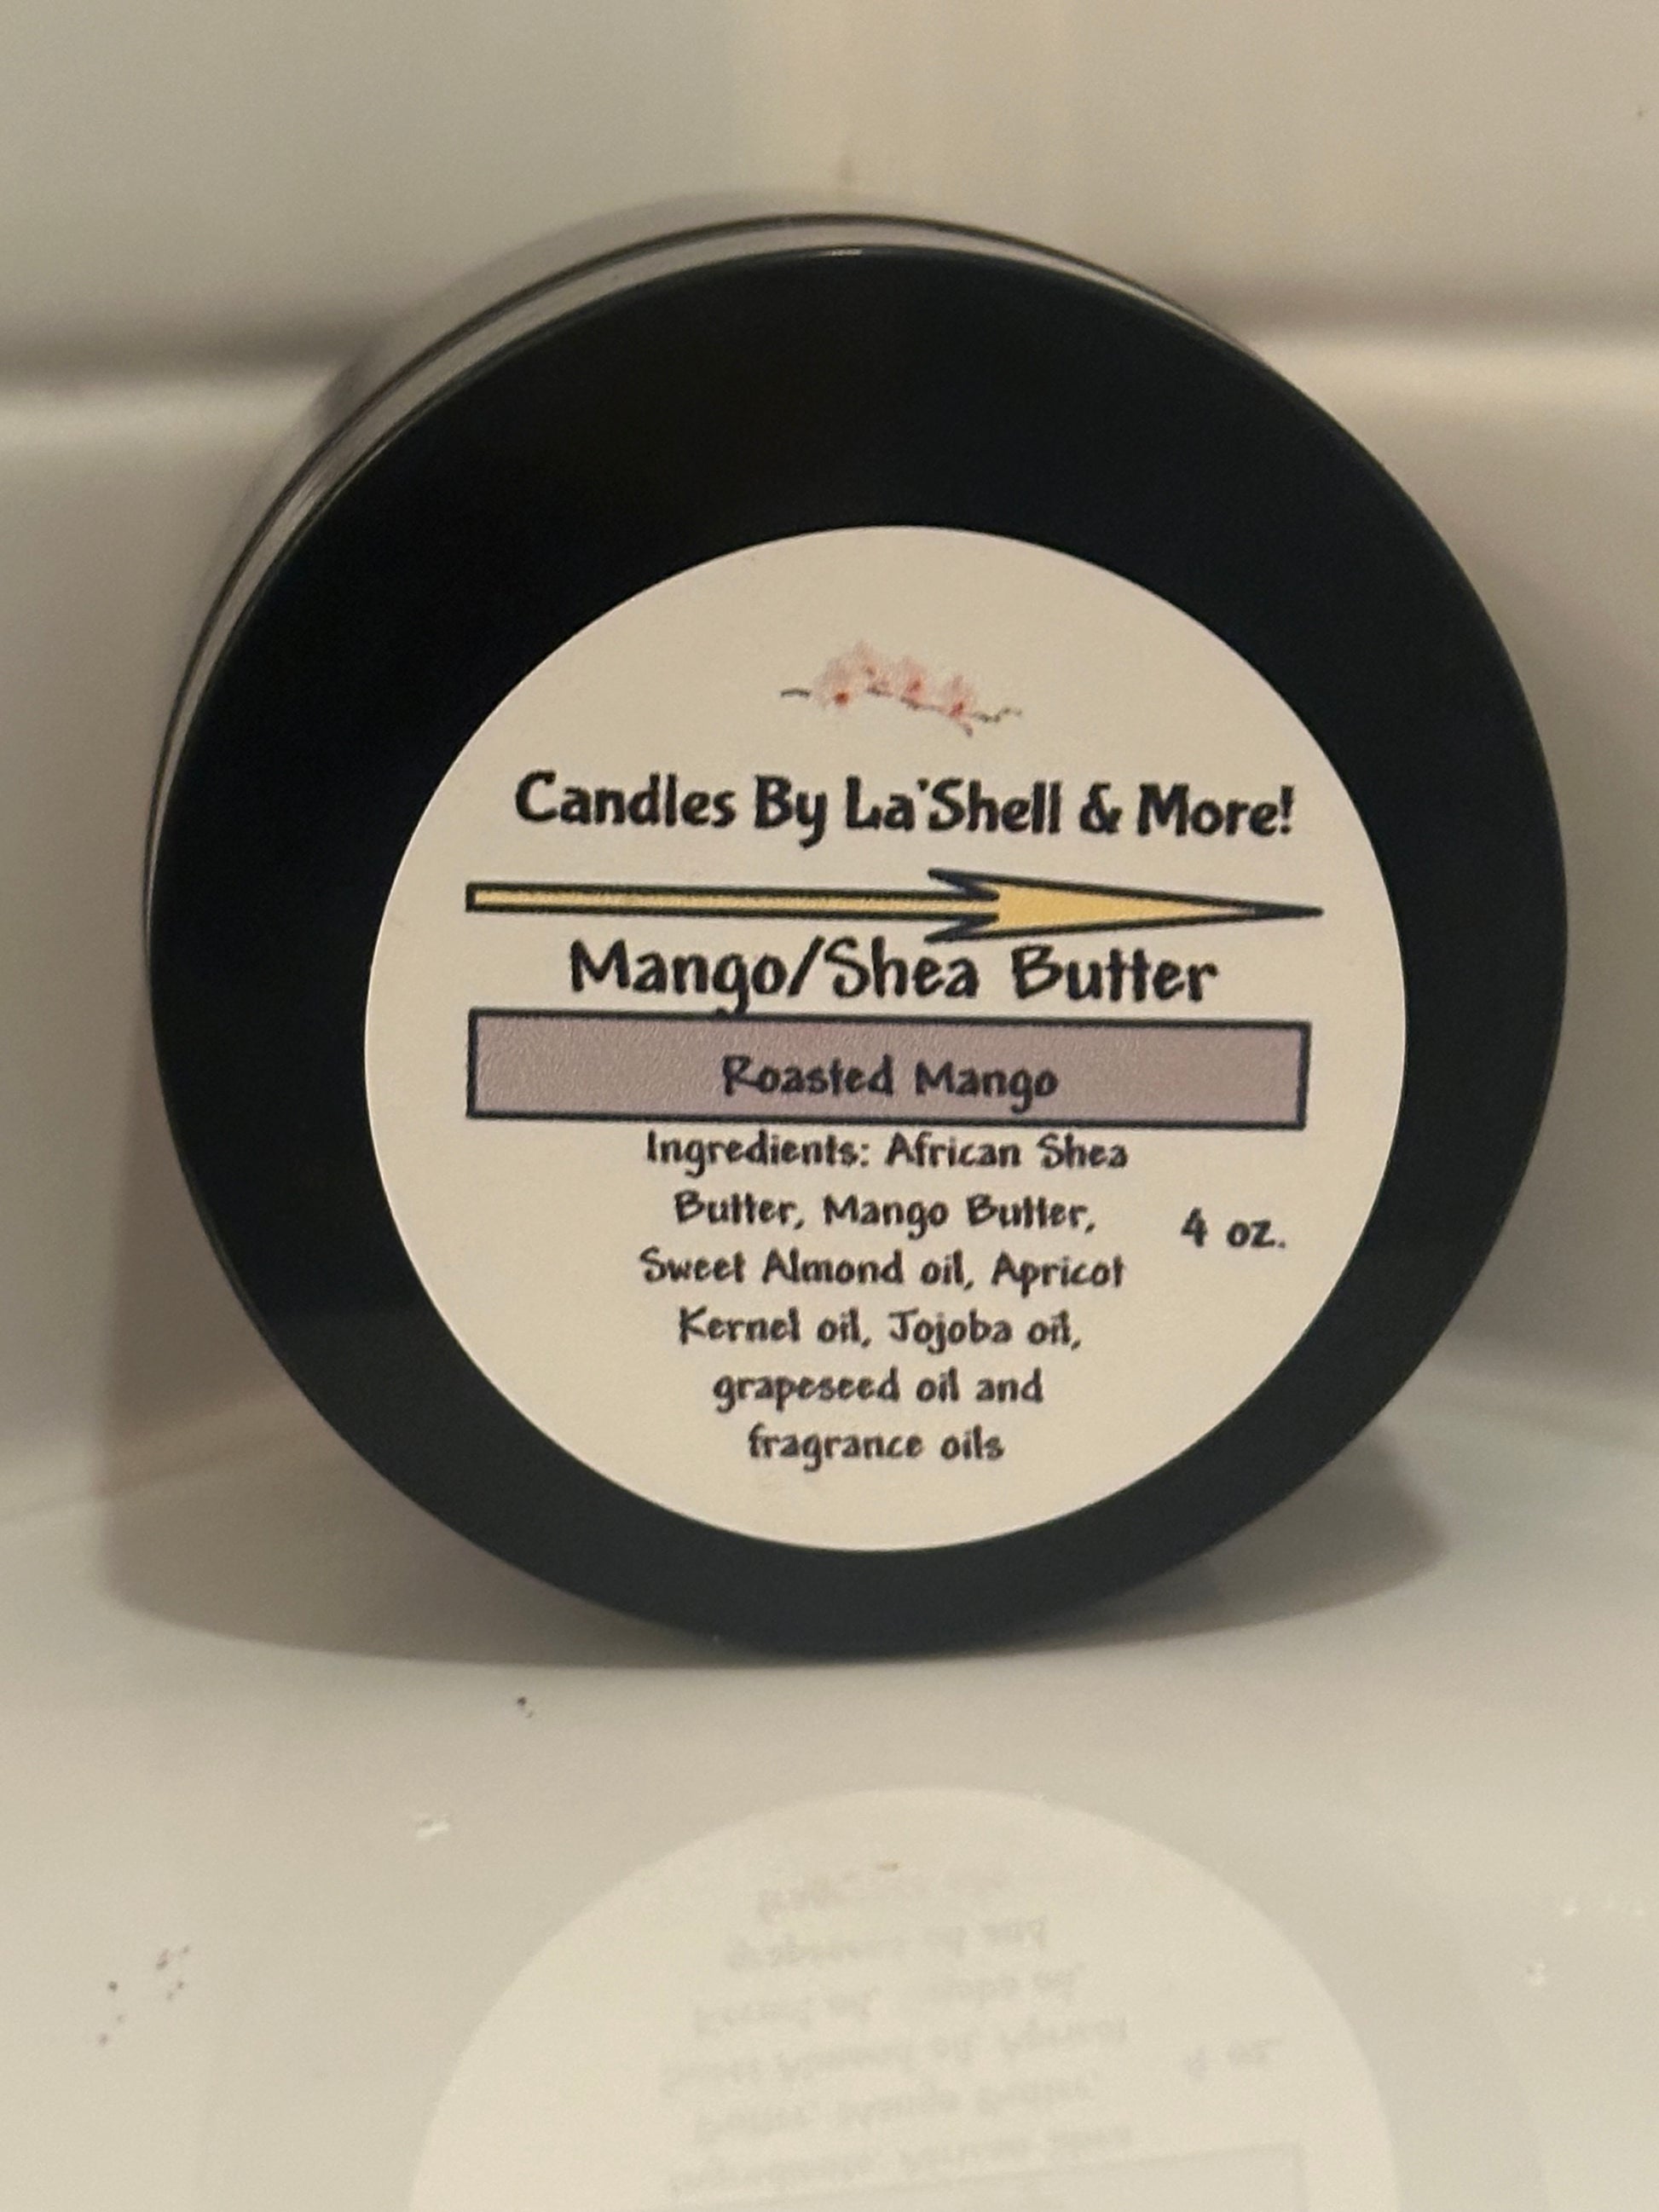 Candles By La'Shell & More!
Mango/Shea Butter
Roasted Mango
Ingredients: African Shea
Butter, Mango Butter,
Sweet Almond oil, Apricot
Kernel oil, Jojoba oil,
grapeseed oil and
fragrance oils
4 oz.